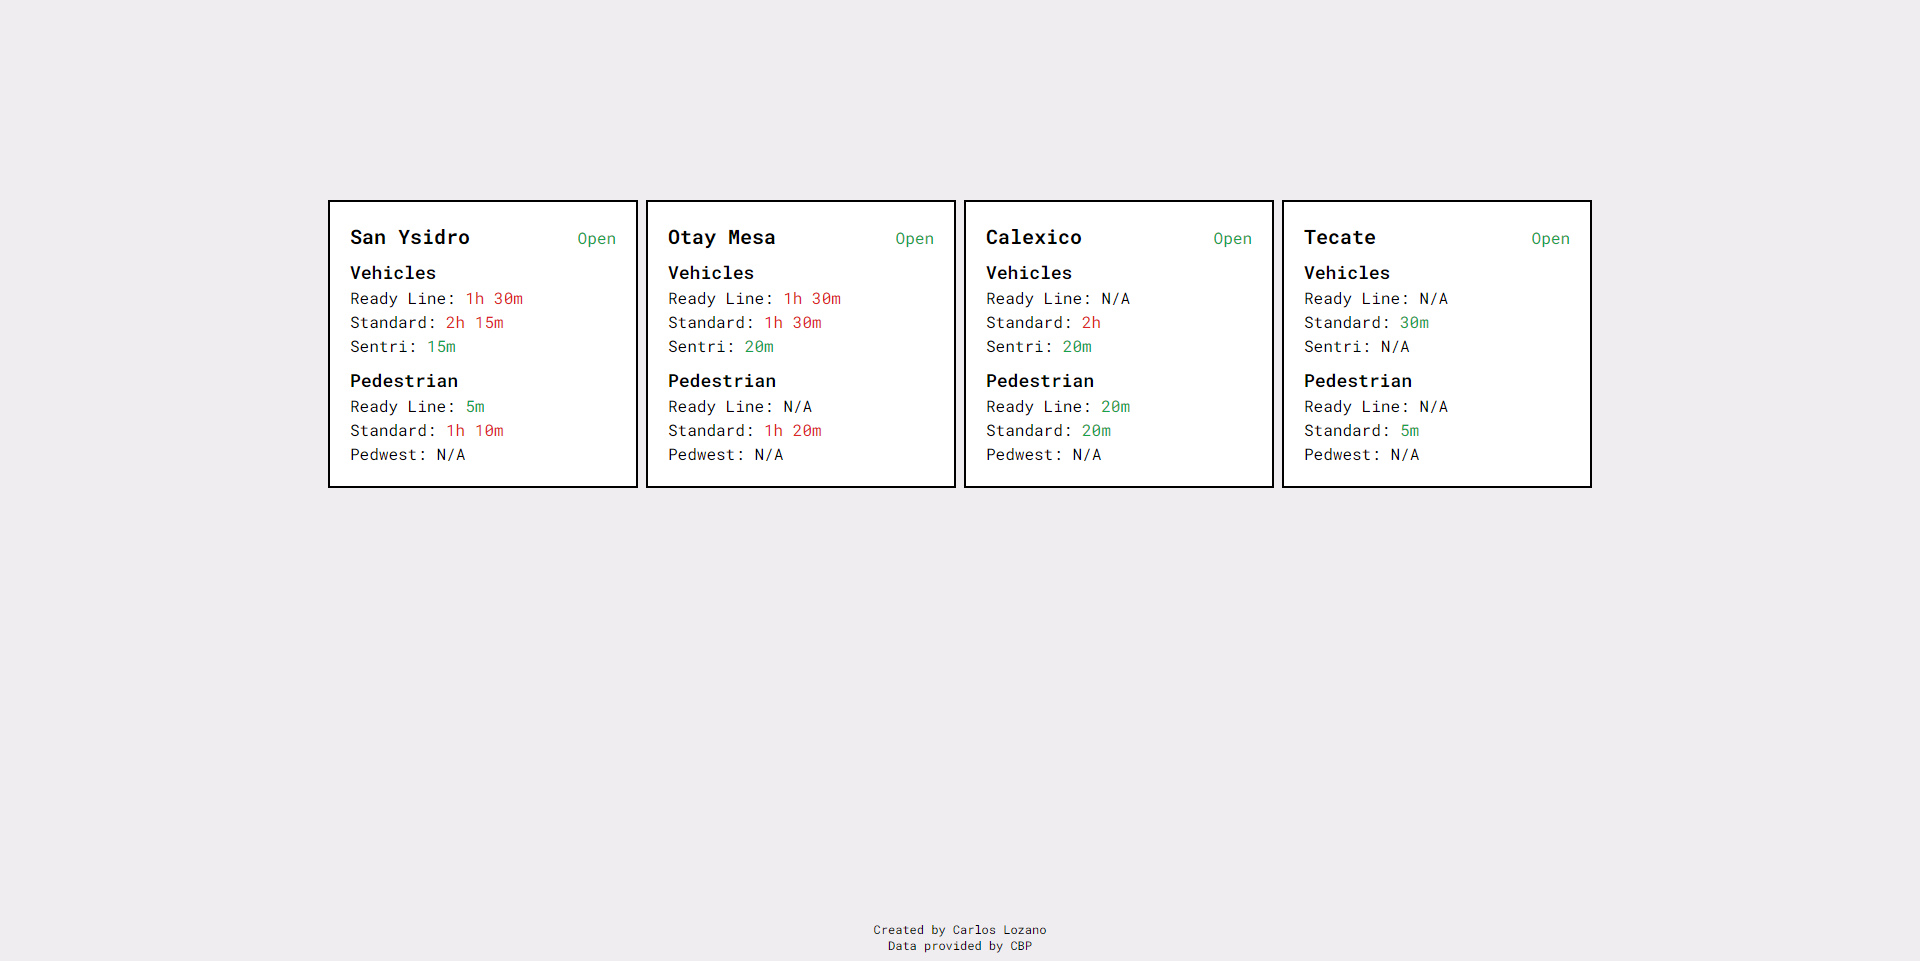 San Ysidro Open
Vehicles
Ready Line: 1h 30m
Standard: 2h 15m
Sentri: 15m
Pedestrian
Ready Line: 5m
Standard: 1h 10m
Pedwest: N/A
Otay Mesa Open
Vehicles
Ready Line: 1h 30m
Standard: 1h 30m
Sentri: 20m
Pedestrian
Ready Line: N/A
Standard: 1h 20m
Pedwest: N/A
Calexico Open
Vehicles
Ready Line: N/A
Standard: 2h
Sentri: 20m
Pedestrian
Ready Line: 20m
Standard: 20m
Pedwest: N/A
Tecate Open
Vehicles
Ready Line: N/A
Standard: 30m
Sentri: N/A
Pedestrian
Ready Line: N/A
Standard: 5m
Pedwest: N/A
Created by Carlos Lozano
Data provided by CBP